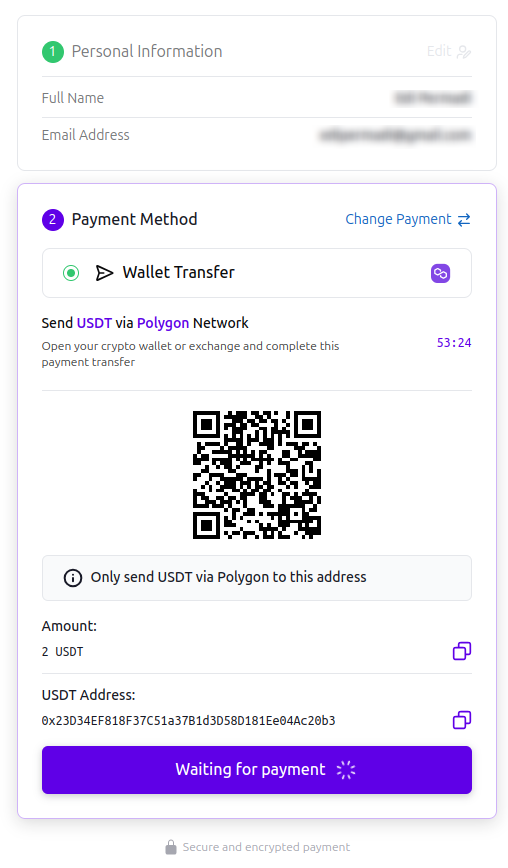 1 Personal Information Edit
Full Name
Email Address
2 Payment Method Change Payment
Wallet Transfer
Send USDT via Polygon Network
Open your crypto wallet or exchange and complete this
payment transfer
53:24
Only send USDT via Polygon to this address
Amount:
2 USDT
USDT Address:
0x23D34EF818F37C51a37B1d3D58D181Ee04Ac20b3
Waiting for payment
Secure and encrypted payment